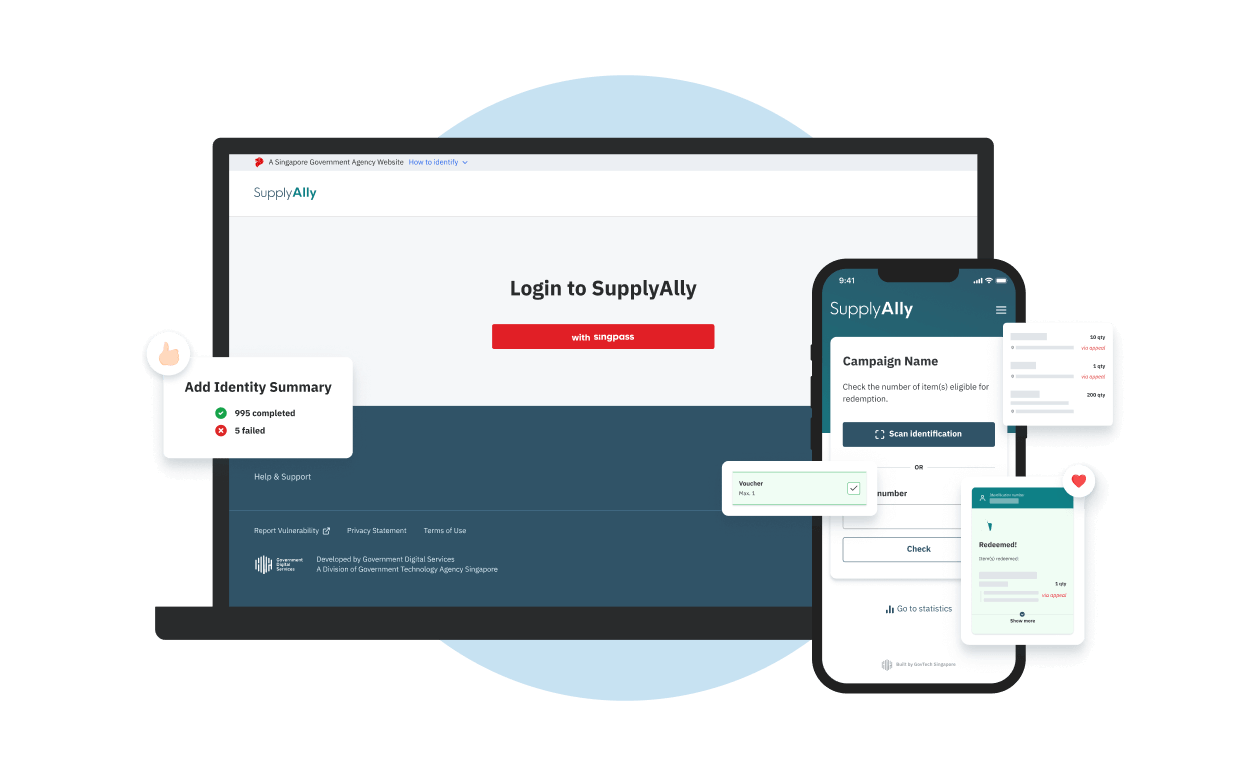 A Singapore Government Agency Website How to identify
SupplyAlly
Login to SupplyAlly
with singpass
Add Identity Summary
995 completed
5 failed
Help & Support
Report Vulnerability Privacy Statement Terms of Use
Government
Digital
Services
Developed by Government Digital Services
A Division of Government Technology Agency Singapore
9:41
SupplyAlly
Campaign Name
Check the number of item(s) eligible for
redemption.
Scan identification
OR
number
Check
Go to statistics
Built by GovTech Singapore
Voucher
Max. 1
10 qty
via appeal
1 qty
via appeal
200 qty
Identification number
Redeemed!
Item(s) redeemed
1 qty
via appeal
Show more